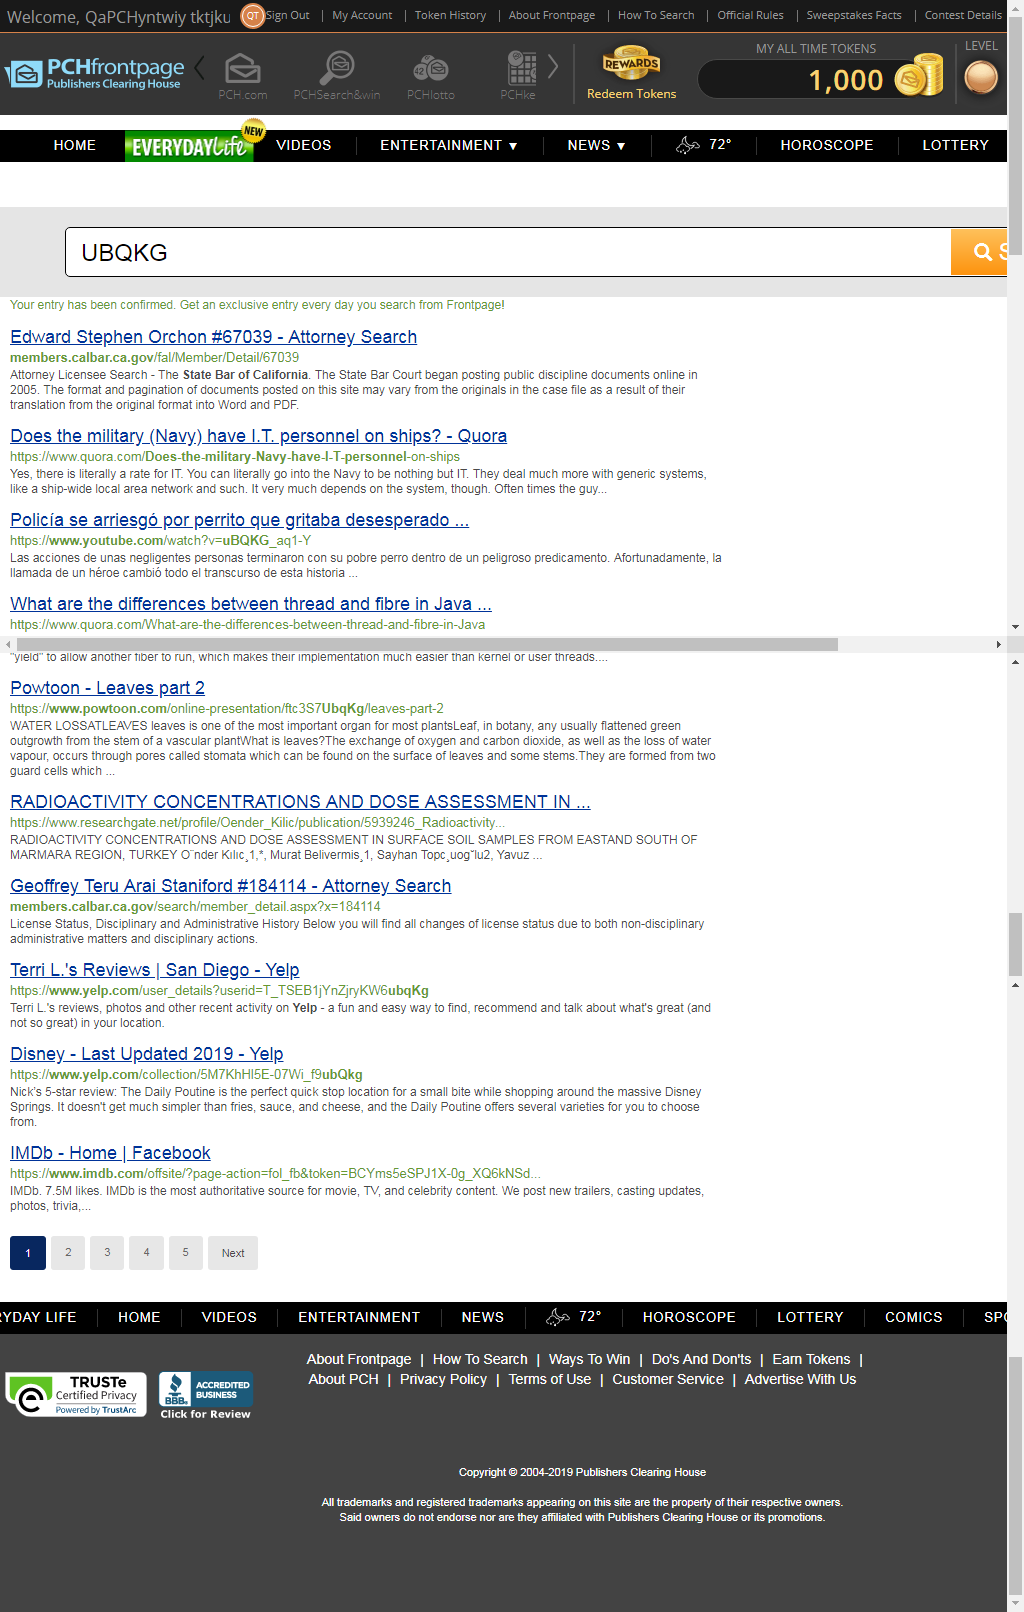 Welcome, QaPCHyntwiy tktjku QT Sign Out | My Account | Token History | About Frontpage | How To Search | Official Rules | Sweepstakes Facts | Contest Details
PCHfrontpage
Publishers Clearing House
PCH.com PCHSearch&win PCHlotto PCHke
REWARDS
Redeem Tokens
MY ALL TIME TOKENS
1,000
LEVEL
HOME EVERYDAY Life NEW VIDEOS ENTERTAINMENT ▼ NEWS ▼ 72° HOROSCOPE LOTTERY
UBQKG
Your entry has been confirmed. Get an exclusive entry every day you search from Frontpage!
Edward Stephen Orchon #67039 - Attorney Search
members.calbar.ca.gov/fal/Member/Detail/67039
Attorney Licensee Search - The State Bar of California. The State Bar Court began posting public discipline documents online in
2005. The format and pagination of documents posted on this site may vary from the originals in the case file as a result of their
translation from the original format into Word and PDF.
Does the military (Navy) have I.T. personnel on ships? - Quora
https://www.quora.com/Does-the-military-Navy-have-I-T-personnel-on-ships
Yes, there is literally a rate for IT. You can literally go into the Navy to be nothing but IT. They deal much more with generic systems,
like a ship-wide local area network and such. It very much depends on the system, though. Often times the guy...
Policía se arriesgó por perrito que gritaba desesperado ...
https://www.youtube.com/watch?v=uBQKG_aq1-Y
Las acciones de unas negligentes personas terminaron con su pobre perro dentro de un peligroso predicamento. Afortunadamente, la
llamada de un héroe cambió todo el transcurso de esta historia ...
What are the differences between thread and fibre in Java ...
https://www.quora.com/What-are-the-differences-between-thread-and-fibre-in-Java
"yield" to allow another fiber to run, which makes their implementation much easier than kernel or user threads....
Powtoon - Leaves part 2
https://www.powtoon.com/online-presentation/ftc3S7UbqKg/leaves-part-2
WATER LOSSATLEAVES leaves is one of the most important organ for most plantsLeaf, in botany, any usually flattened green
outgrowth from the stem of a vascular plantWhat is leaves?The exchange of oxygen and carbon dioxide, as well as the loss of water
vapour, occurs through pores called stomata which can be found on the surface of leaves and some stems.They are formed from two
guard cells which ...
RADIOACTIVITY CONCENTRATIONS AND DOSE ASSESSMENT IN ...
https://www.researchgate.net/profile/Oender_Kilic/publication/5939246_Radioactivity...
RADIOACTIVITY CONCENTRATIONS AND DOSE ASSESSMENT IN SURFACE SOIL SAMPLES FROM EASTAND SOUTH OF
MARMARA REGION, TURKEY O¨nder Kılıc¸1,*, Murat Belivermis¸1, Sayhan Topc¸uog˘lu2, Yavuz ...
Geoffrey Teru Arai Staniford #184114 - Attorney Search
members.calbar.ca.gov/search/member_detail.aspx?x=184114
License Status, Disciplinary and Administrative History Below you will find all changes of license status due to both non-disciplinary
administrative matters and disciplinary actions.
Terri L.'s Reviews | San Diego - Yelp
https://www.yelp.com/user_details?userid=T_TSEB1jYnZjryKW6ubqKg
Terri L.'s reviews, photos and other recent activity on Yelp - a fun and easy way to find, recommend and talk about what's great (and
not so great) in your location.
Disney - Last Updated 2019 - Yelp
https://www.yelp.com/collection/5M7KhHI5E-07Wi_f9ubQkg
Nick's 5-star review: The Daily Poutine is the perfect quick stop location for a small bite while shopping around the massive Disney
Springs. It doesn't get much simpler than fries, sauce, and cheese, and the Daily Poutine offers several varieties for you to choose
from.
IMDb - Home | Facebook
https://www.imdb.com/offsite/?page-action=fol_fb&token=BCYms5eSPJ1X-0g_XQ6kNSd...
IMDb. 7.5M likes. IMDb is the most authoritative source for movie, TV, and celebrity content. We post new trailers, casting updates,
photos, trivia,...
1 2 3 4 5 Next
RYDAY LIFE HOME VIDEOS ENTERTAINMENT NEWS 72° HOROSCOPE LOTTERY COMICS SPO
About Frontpage | How To Search | Ways To Win | Do's And Don'ts | Earn Tokens |
About PCH | Privacy Policy | Terms of Use | Customer Service | Advertise With Us
TRUSTe
Certified Privacy
Powered by TrustArc
BBB
ACCREDITED
BUSINESS
Click for Review
Copyright © 2004-2019 Publishers Clearing House
All trademarks and registered trademarks appearing on this site are the property of their respective owners.
Said owners do not endorse nor are they affiliated with Publishers Clearing House or its promotions.